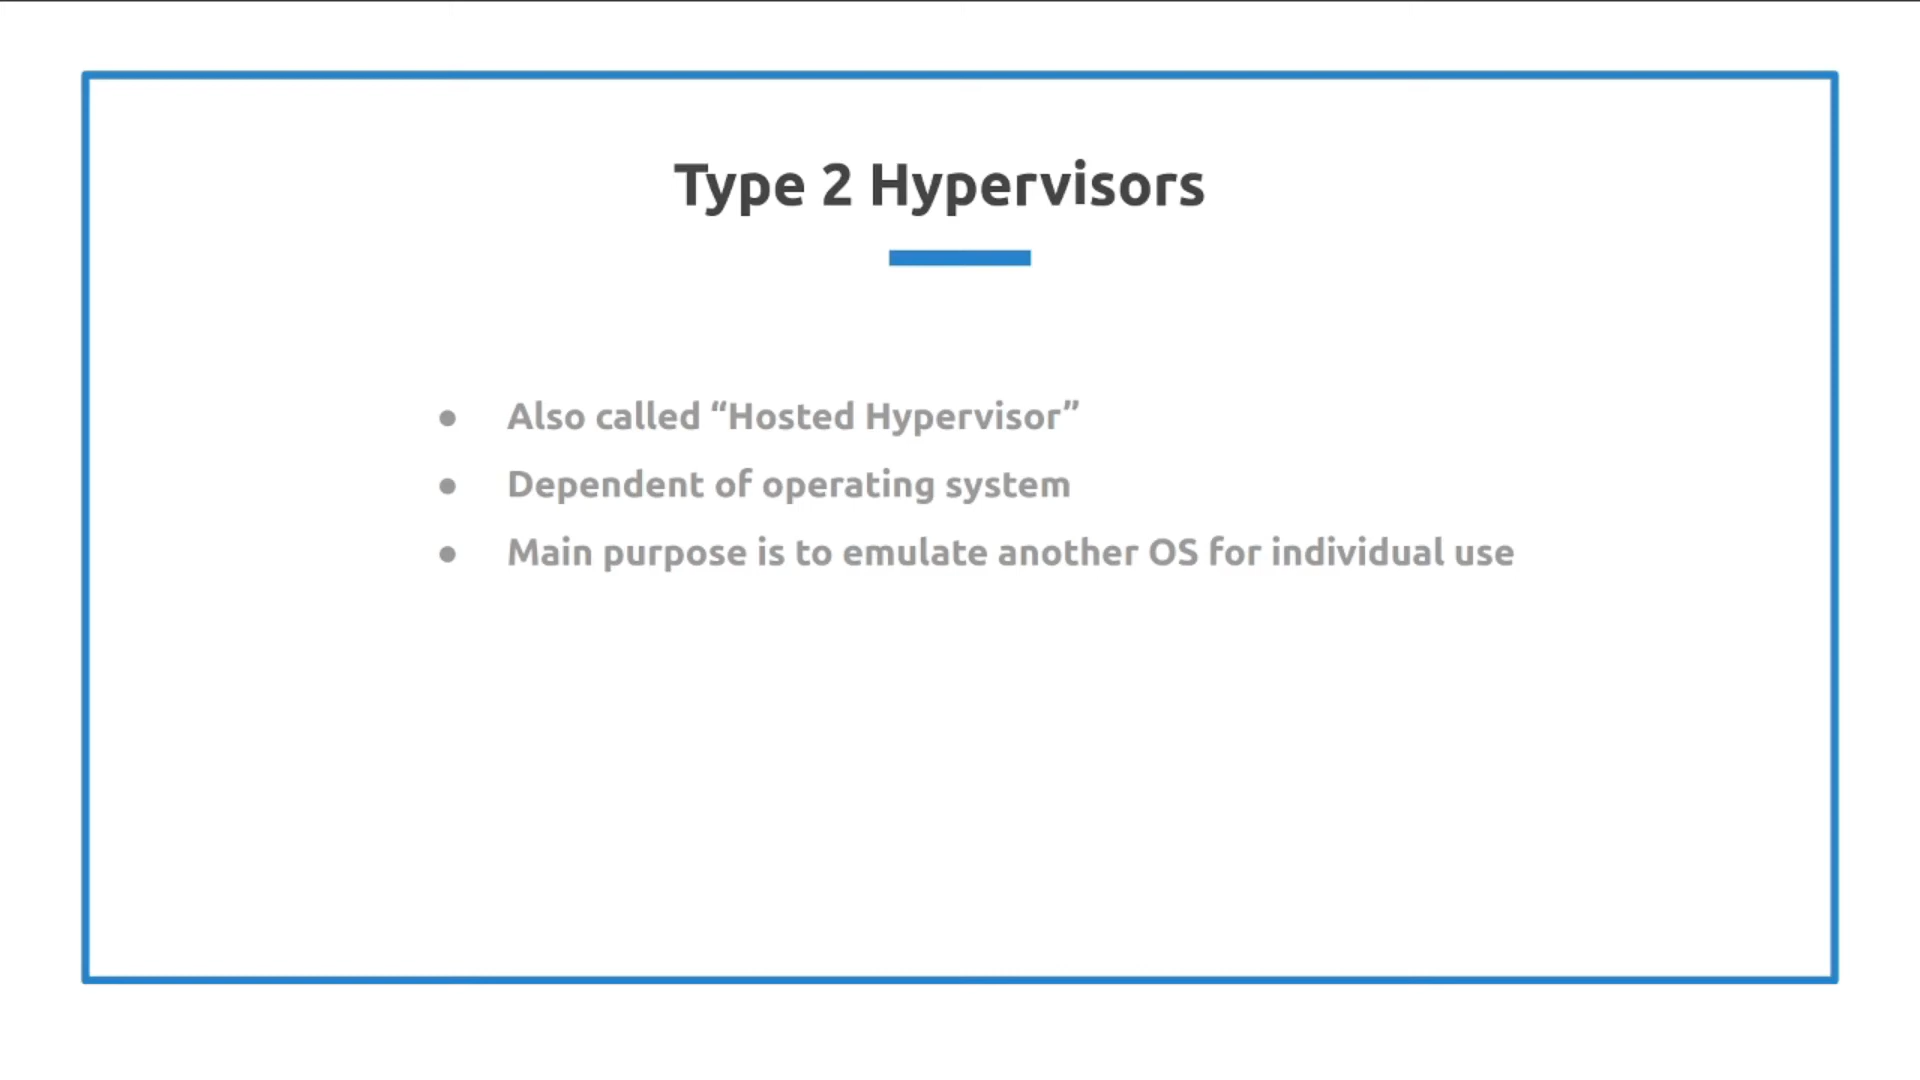 Type 2 Hypervisors
● Also called “Hosted Hypervisor”
● Dependent of operating system
● Main purpose is to emulate another OS for individual use